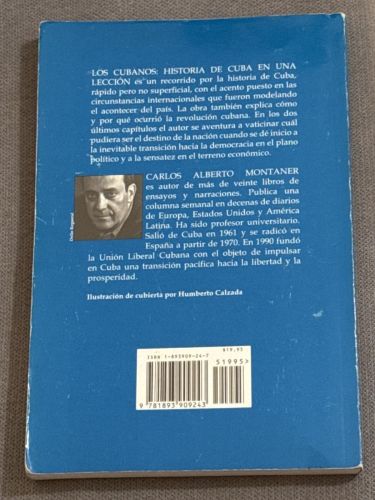 LOS CUBANOS: HISTORIA DE CUBA EN UNA
LECCIÓN es un recorrido por la historia de Cuba,
rápido pero no superficial, con el acento puesto en las
circunstancias internacionales que fueron modelando
el acontecer del país. La obra también explica cómo
y por qué ocurrió la revolución cubana. En los dos
últimos capítulos el autor se aventura a vaticinar cuál
pudiera ser el destino de la nación cuando se dé inicio a
la inevitable transición hacia la democracia en el plano
político y a la sensatez en el terreno económico.
CARLOS ALBERTO MONTANER
es autor de más de veinte libros de
ensayos y narraciones. Publica una
columna semanal en decenas de diarios
de Europa, Estados Unidos y América
Latina. Ha sido profesor universitario.
Salió de Cuba en 1961 y se radicó en
España a partir de 1970. En 1990 fundó
la Unión Liberal Cubana con el objeto de impulsar
en Cuba una transición pacífica hacia la libertad y la
prosperidad.
Ilustración de cubierta por Humberto Calzada
$19.95
ISBN 1-893909-24-7
51995>
9 781893 909243